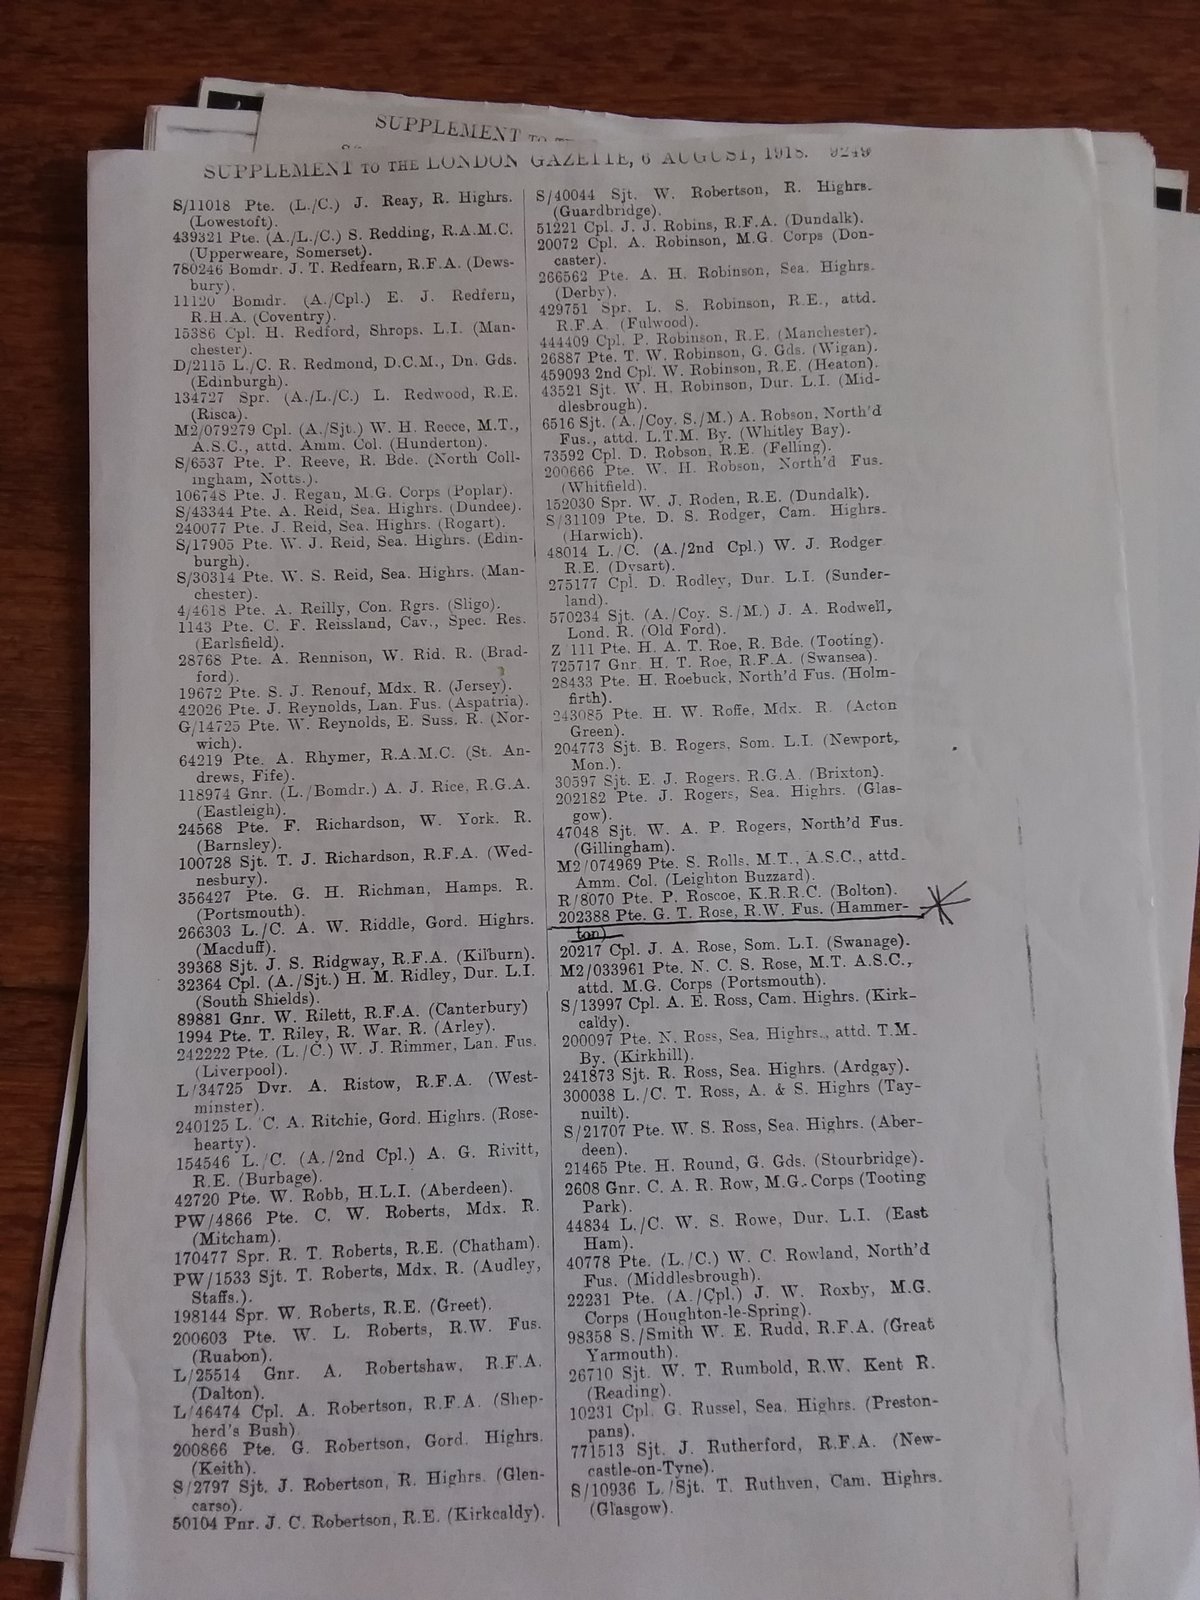 SUPPLEMENT TO
SUPPLEMENT TO THE LONDON GAZETTE, 6 AUGUST, 1918. 9249
S/11018 Pte. (L./C.) J. Reay, R. Highrs.
(Lowestoft).
439321 Pte. (A./L./C.) S. Redding, R.A.M.C.
(Upperweare, Somerset).
780246 Bomdr. J. T. Redfearn, R.F.A. (Dews-
bury).
11120 Bomdr. (A./Cpl.) E. J. Redfern,
R.H.A. (Coventry).
15386 Cpl. H. Redford, Shrops. L.I. (Man-
chester).
D/2115 L./C. R. Redmond, D.C.M., Dn. Gds.
(Edinburgh).
134727 Spr. (A./L./C.) L. Redwood, R.E.
(Risca).
M2/079279 Cpl. (A./Sjt.) W. H. Reece, M.T.,
A.S.C., attd. Amm. Col. (Hunderton).
S/6537 Pte. P. Reeve, R. Bde. (North Coll-
ingham, Notts.).
106748 Pte. J. Regan, M.G. Corps (Poplar).
S/43344 Pte. A. Reid, Sea. Highrs. (Dundee).
240077 Pte. J. Reid, Sea. Highrs. (Rogart).
S/17905 Pte. W. J. Reid, Sea. Highrs. (Edin-
burgh).
S/30314 Pte. W. S. Reid, Sea. Highrs. (Man-
chester).
4/4618 Pte. A. Reilly, Con. Rgrs. (Sligo).
1143 Pte. C. F. Reissland, Cav., Spec. Res.
(Earlsfield).
28768 Pte. A. Rennison, W. Rid. R. (Brad-
ford).
19672 Pte. S. J. Renouf, Mdx. R. (Jersey).
42026 Pte. J. Reynolds, Lan. Fus. (Aspatria).
G/14725 Pte. W. Reynolds, E. Suss. R. (Nor-
wich).
64219 Pte. A. Rhymer, R.A.M.C. (St. An-
drews, Fife).
118974 Gnr. (L./Bomdr.) A. J. Rice, R.G.A.
(Eastleigh).
24568 Pte. F. Richardson, W. York. R.
(Barnsley).
100728 Sjt. T. J. Richardson, R.F.A. (Wed-
nesbury).
356427 Pte. G. H. Richman, Hamps. R.
(Portsmouth).
266303 L./C. A. W. Riddle, Gord. Highrs.
(Macduff).
39368 Sjt. J. S. Ridgway, R.F.A. (Kilburn).
32364 Cpl. (A./Sjt.) H. M. Ridley, Dur. L.I.
(South Shields).
89881 Gnr. W. Rilett, R.F.A. (Canterbury)
1994 Pte. T. Riley, R. War. R. (Arley).
242222 Pte. (L./C.) W. J. Rimmer, Lan. Fus.
(Liverpool).
L/34725 Dvr. A. Ristow, R.F.A. (West-
minster).
240125 L./C. A. Ritchie, Gord. Highrs. (Rose-
hearty).
154546 L./C. (A./2nd Cpl.) A. G. Rivitt,
R.E. (Burbage).
42720 Pte. W. Robb, H.L.I. (Aberdeen).
PW/4866 Pte. C. W. Roberts, Mdx. R.
(Mitcham).
170477 Spr. R. T. Roberts, R.E. (Chatham).
PW/1533 Sjt. T. Roberts, Mdx. R. (Audley,
Staffs.).
198144 Spr. W. Roberts, R.E. (Greet).
200603 Pte. W. L. Roberts, R.W. Fus.
(Ruabon).
L/25514 Gnr. A. Robertshaw, R.F.A.
(Dalton).
L/46474 Cpl. A. Robertson, R.F.A. (Shep-
herd's Bush)
200866 Pte. G. Robertson, Gord. Highrs.
(Keith).
S/2797 Sjt. J. Robertson, R. Highrs. (Glen-
carso).
50104 Pnr. J. C. Robertson, R.E. (Kirkcaldy).
S/40044 Sjt. W. Robertson, R. Highrs.
(Guardbridge).
51221 Cpl. J. J. Robins, R.F.A. (Dundalk).
20072 Cpl. A. Robinson, M.G. Corps (Don-
caster).
266562 Pte. A. H. Robinson, Sea. Highrs.
(Derby).
429751 Spr. L. S. Robinson, R.E., attd.
R.F.A. (Fulwood).
444409 Cpl. P. Robinson, R.E. (Manchester).
26887 Pte. T. W. Robinson, G. Gds. (Wigan).
459093 2nd Cpl. W. Robinson, R.E. (Heaton).
43521 Sjt. W. H. Robinson, Dur. L.I. (Mid-
dlesbrough).
6516 Sjt. (A./Coy. S./M.) A. Robson, North'd
Fus., attd. L.T.M. By. (Whitley Bay).
73592 Cpl. D. Robson, R.E. (Felling).
200666 Pte. W. H. Robson, North'd Fus.
(Whitfield).
152030 Spr. W. J. Roden, R.E. (Dundalk).
S/31109 Pte. D. S. Rodger, Cam. Highrs.
(Harwich).
48014 L./C. (A./2nd Cpl.) W. J. Rodger
R.E. (Dysart).
275177 Cpl. D. Rodley, Dur. L.I. (Sunder-
land).
570234 Sjt. (A./Coy. S./M.) J. A. Rodwell,
Lond. R. (Old Ford).
Z/111 Pte. H. A. T. Roe, R. Bde. (Tooting).
725717 Gnr. H. T. Roe, R.F.A. (Swansea).
28433 Pte. H. Roebuck, North'd Fus. (Holm-
firth).
243085 Pte. H. W. Roffe, Mdx. R. (Acton
Green).
204773 Sjt. B. Rogers, Som. L.I. (Newport,
Mon.).
30597 Sjt. E. J. Rogers, R.G.A. (Brixton).
202182 Pte. J. Rogers, Sea. Highrs. (Glas-
gow).
47048 Sjt. W. A. P. Rogers, North'd Fus.
(Gillingham).
M2/074969 Pte. S. Rolls, M.T., A.S.C., attd.
Amm. Col. (Leighton Buzzard).
R/8070 Pte. P. Roscoe, K.R.R.C. (Bolton).
202388 Pte. G. T. Rose, R.W. Fus. (Hammer-
ton)
20217 Cpl. J. A. Rose, Som. L.I. (Swanage).
M2/033961 Pte. N. C. S. Rose, M.T. A.S.C.,
attd. M.G. Corps (Portsmouth).
S/13997 Cpl. A. E. Ross, Cam. Highrs. (Kirk-
caldy).
200097 Pte. N. Ross, Sea. Highrs., attd. T.M.
By. (Kirkhill).
241873 Sjt. R. Ross, Sea. Highrs. (Ardgay).
300038 L./C. T. Ross, A. & S. Highrs (Tay-
nuilt).
S/21707 Pte. W. S. Ross, Sea. Highrs. (Aber-
deen).
21465 Pte. H. Round, G. Gds. (Stourbridge).
2608 Gnr. C. A. R. Row, M.G. Corps (Tooting
Park).
44834 L./C. W. S. Rowe, Dur. L.I. (East
Ham).
40778 Pte. (L./C.) W. C. Rowland, North'd
Fus. (Middlesbrough).
22231 Pte. (A./Cpl.) J. W. Roxby, M.G.
Corps (Houghton-le-Spring).
98358 S./Smith W. E. Rudd, R.F.A. (Great
Yarmouth).
26710 Sjt. W. T. Rumbold, R.W. Kent R.
(Reading).
10231 Cpl. G. Russel, Sea. Highrs. (Preston-
pans).
771513 Sjt. J. Rutherford, R.F.A. (New-
castle-on-Tyne).
S/10936 L./Sjt. T. Ruthven, Cam. Highrs.
(Glasgow).